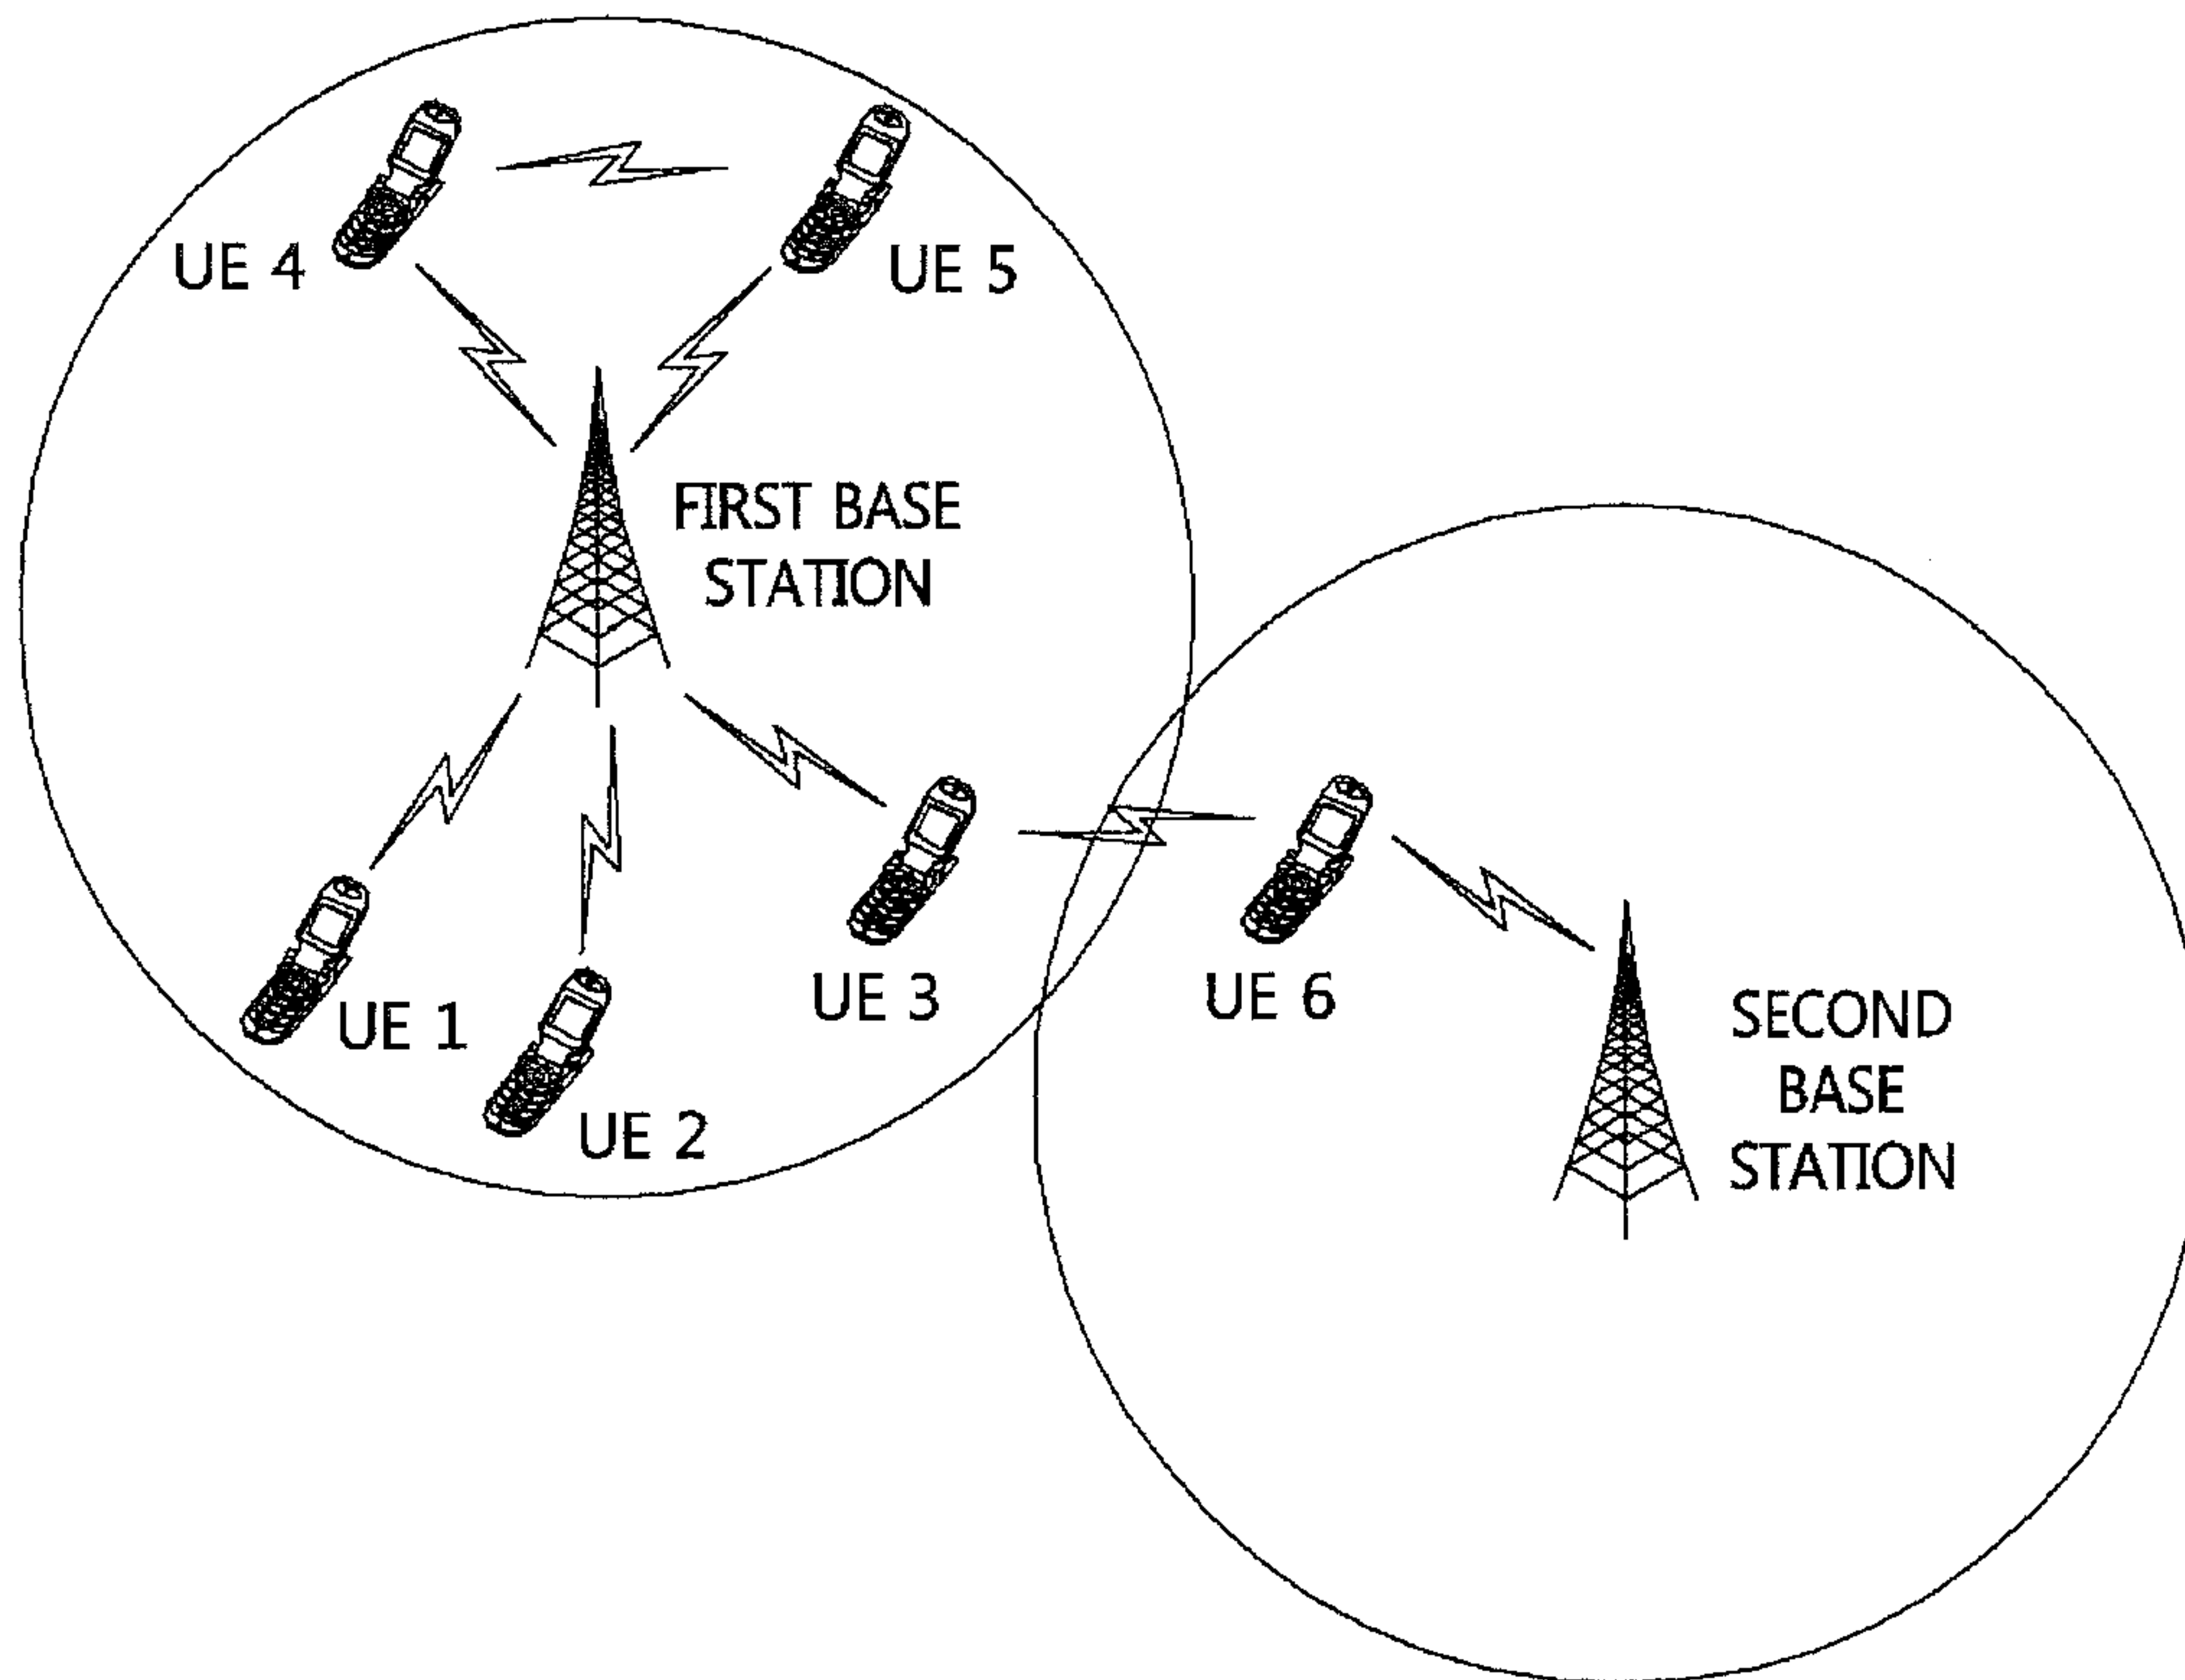 UE 4
UE 5
FIRST BASE
STATION
UE 1
UE 2
UE 3
UE 6
SECOND
BASE
STATION